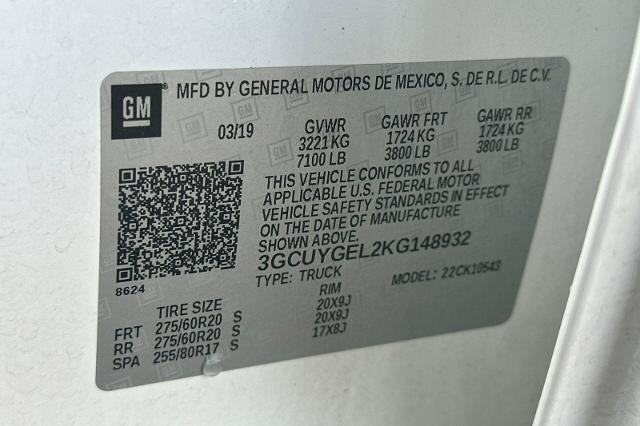 GM
®
MFD BY GENERAL MOTORS DE MEXICO, S. DE R.L. DE C.V.
03/19 GVWR GAWR FRT GAWR RR
3221 KG 1724 KG 1724 KG
7100 LB 3800 LB 3800 LB
THIS VEHICLE CONFORMS TO ALL
APPLICABLE U.S. FEDERAL MOTOR
VEHICLE SAFETY STANDARDS IN EFFECT
ON THE DATE OF MANUFACTURE
SHOWN ABOVE.
3GCUYGEL2KG148932
8624 TYPE: TRUCK MODEL: 22CK10543
TIRE SIZE RIM
FRT 275/60R20 S 20X9J
RR 275/60R20 S 20X9J
SPA 255/80R17 S 17X8J